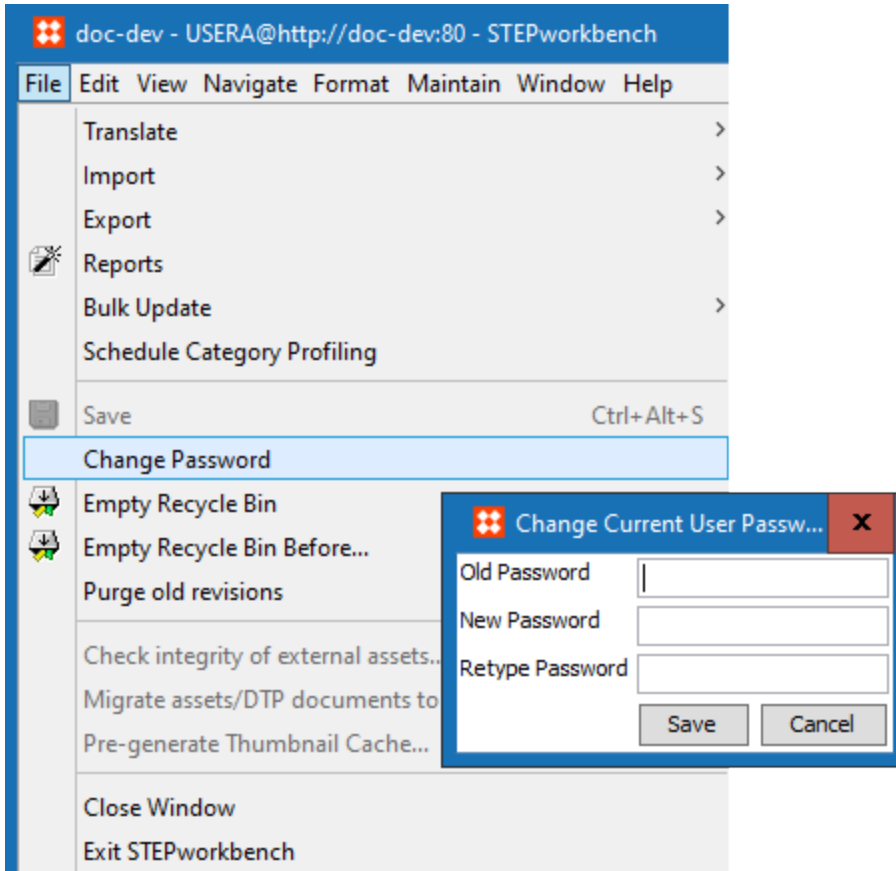 doc-dev - USERA@http://doc-dev:80 - STEPworkbench
File Edit View Navigate Format Maintain Window Help
Translate
Import
Export
Reports
Bulk Update
Schedule Category Profiling
Save Ctrl+Alt+S
Change Password
Empty Recycle Bin
Empty Recycle Bin Before...
Purge old revisions
Check integrity of external assets..
Migrate assets/DTP documents to
Pre-generate Thumbnail Cache...
Close Window
Exit STEPworkbench
Change Current User Passw...
Old Password
New Password
Retype Password
Save Cancel